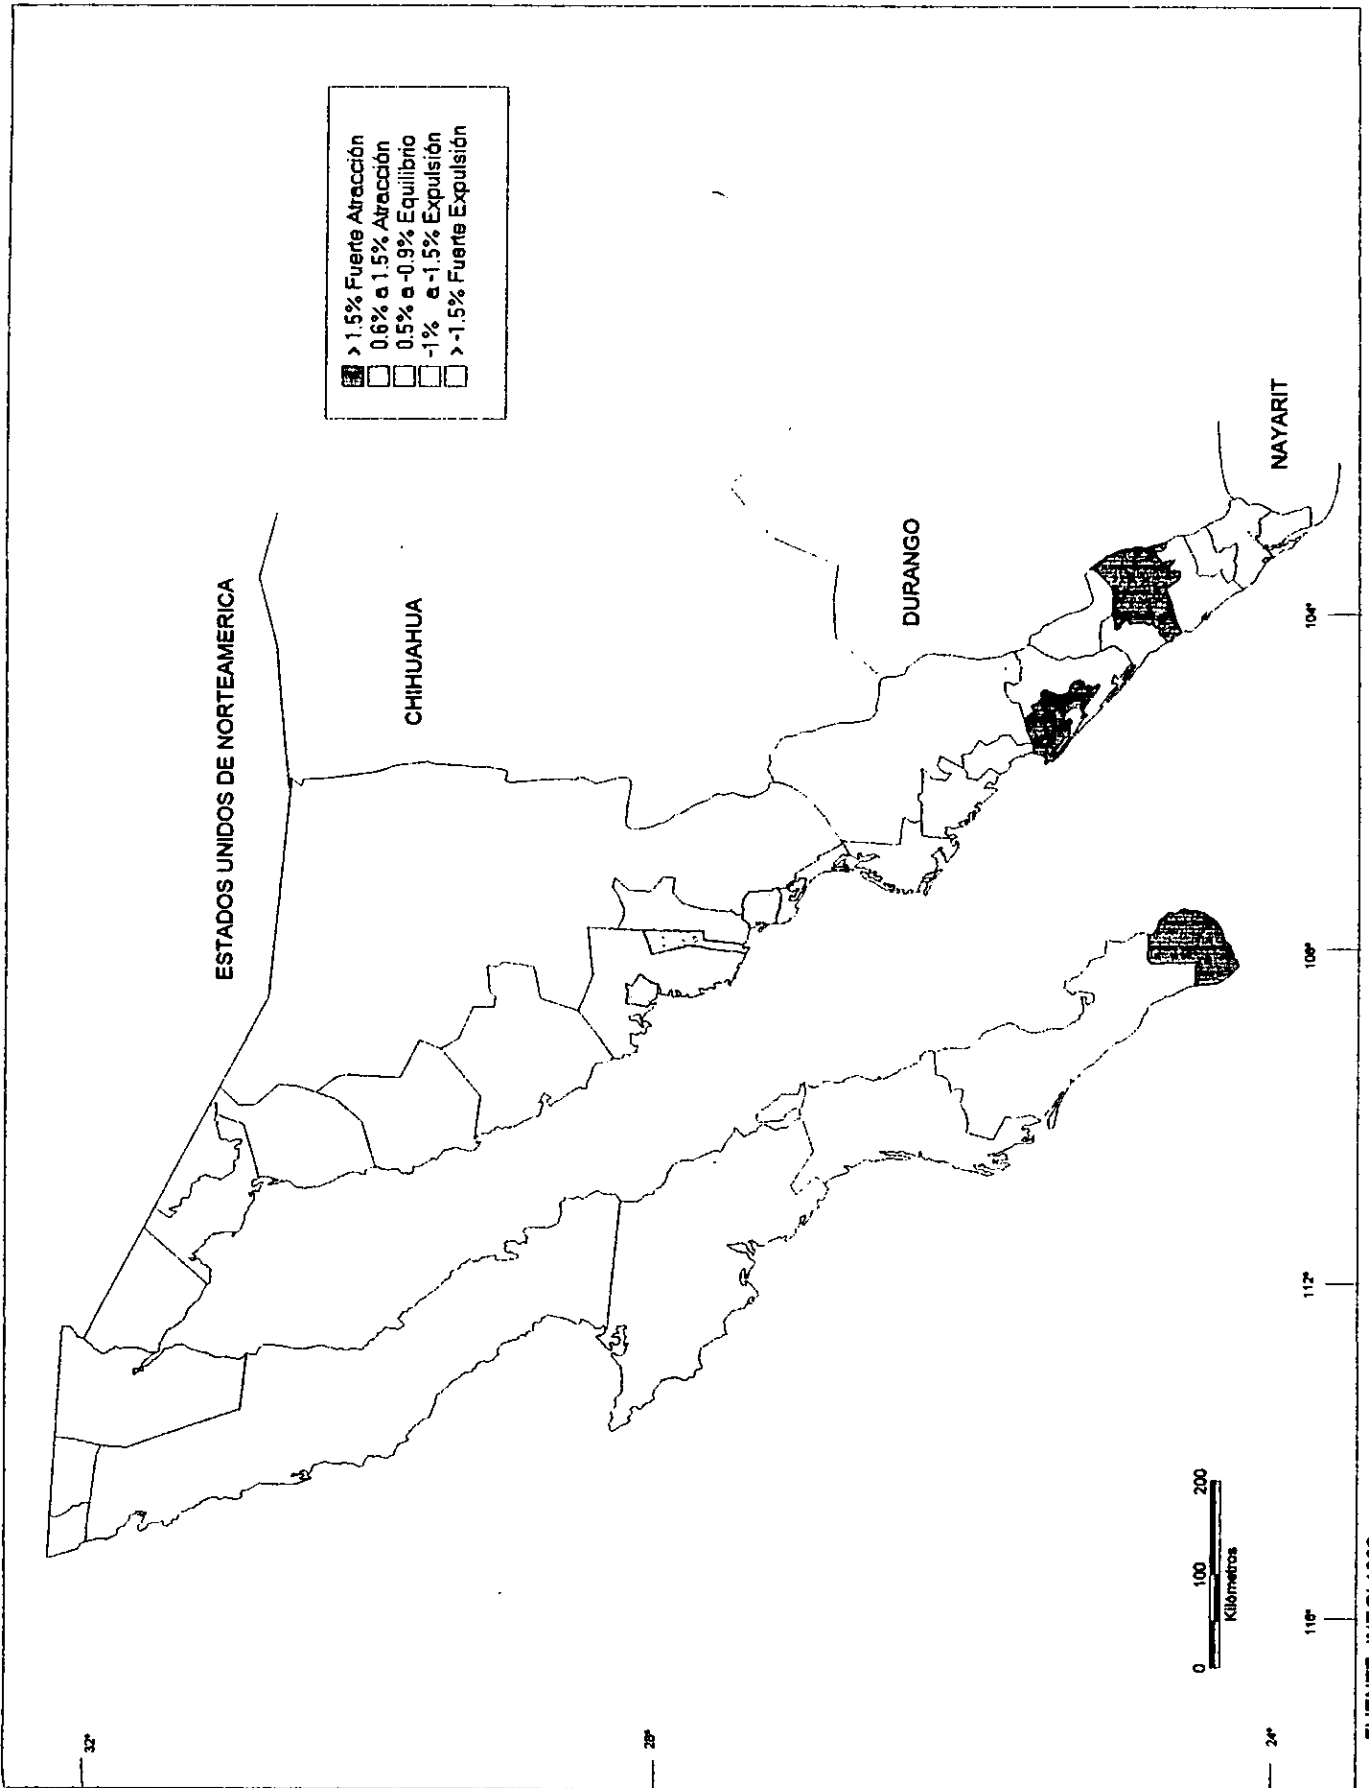 ESTADOS UNIDOS DE NORTEAMERICA
CHIHUAHUA
DURANGO
NAYARIT
> 1.5% Fuerte Atracción
0.6% a 1.5% Atracción
0.5% a -0.9% Equilibrio
-1% a -1.5% Expulsión
> -1.5% Fuerte Expulsión
32°
28°
24°
0 100 200
Kilómetros
116°
112°
108°
104°